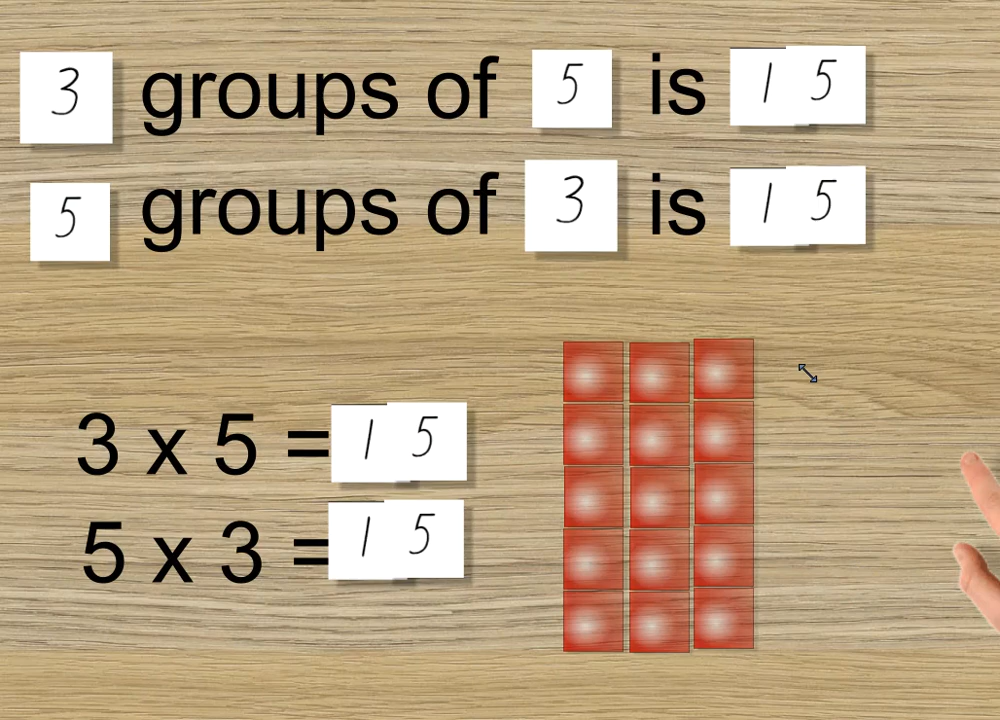 3 groups of 5 is 15
5 groups of 3 is 15
3 x 5 = 15
5 x 3 = 15